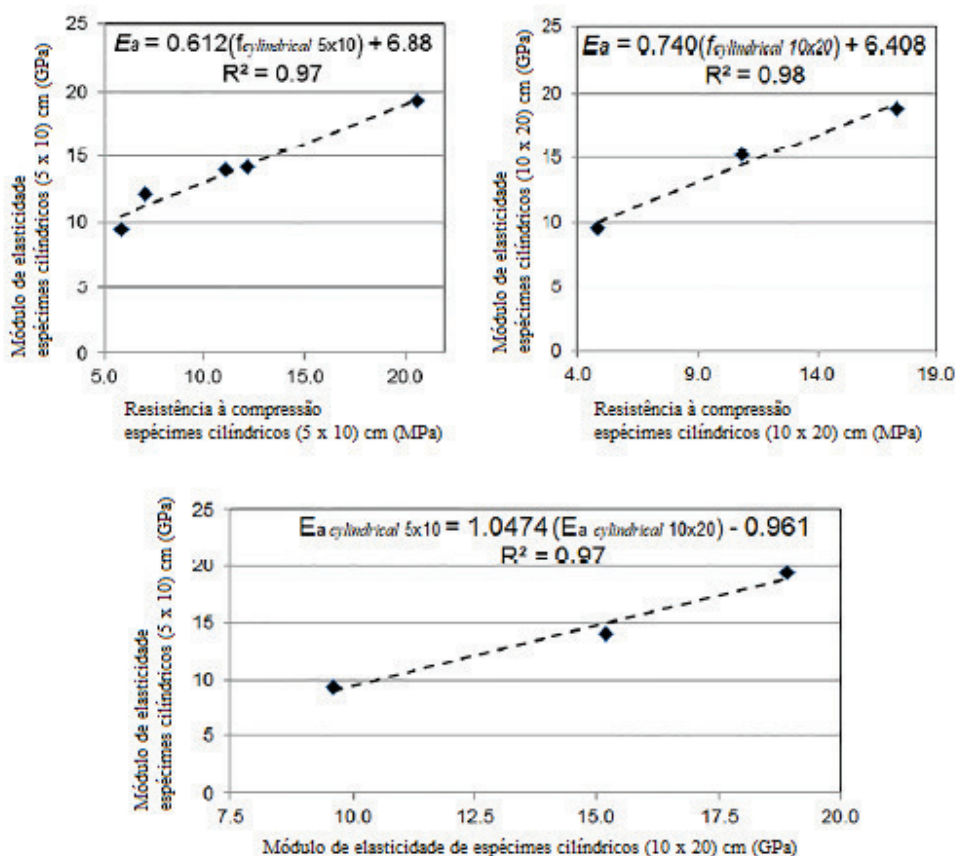 Módulo de elasticidade
espécimes cilíndricos (5 x 10) cm (GPa)
25
20
15
10
5
0
Ea = 0.612(fcylindrical 5x10) + 6.88
R² = 0.97
5.0 10.0 15.0 20.0
Resistência à compressão
espécimes cilíndricos (5 x 10) cm (MPa)
Módulo de elasticidade
espécimes cilíndricos (10 x 20) cm (GPa)
25
20
15
10
5
0
Ea = 0.740(fcylindrical 10x20) + 6.408
R² = 0.98
4.0 9.0 14.0 19.0
Resistência à compressão
espécimes cilíndricos (10 x 20) cm (MPa)
Módulo de elasticidade
espécimes cilíndricos (5 x 10) cm (GPa)
25
20
15
10
5
0
Ea cylindrical 5x10 = 1.0474 (Ea cylindrical 10x20) - 0.961
R² = 0.97
7.5 10.0 12.5 15.0 17.5 20.0
Módulo de elasticidade de espécimes cilíndricos (10 x 20) cm (GPa)